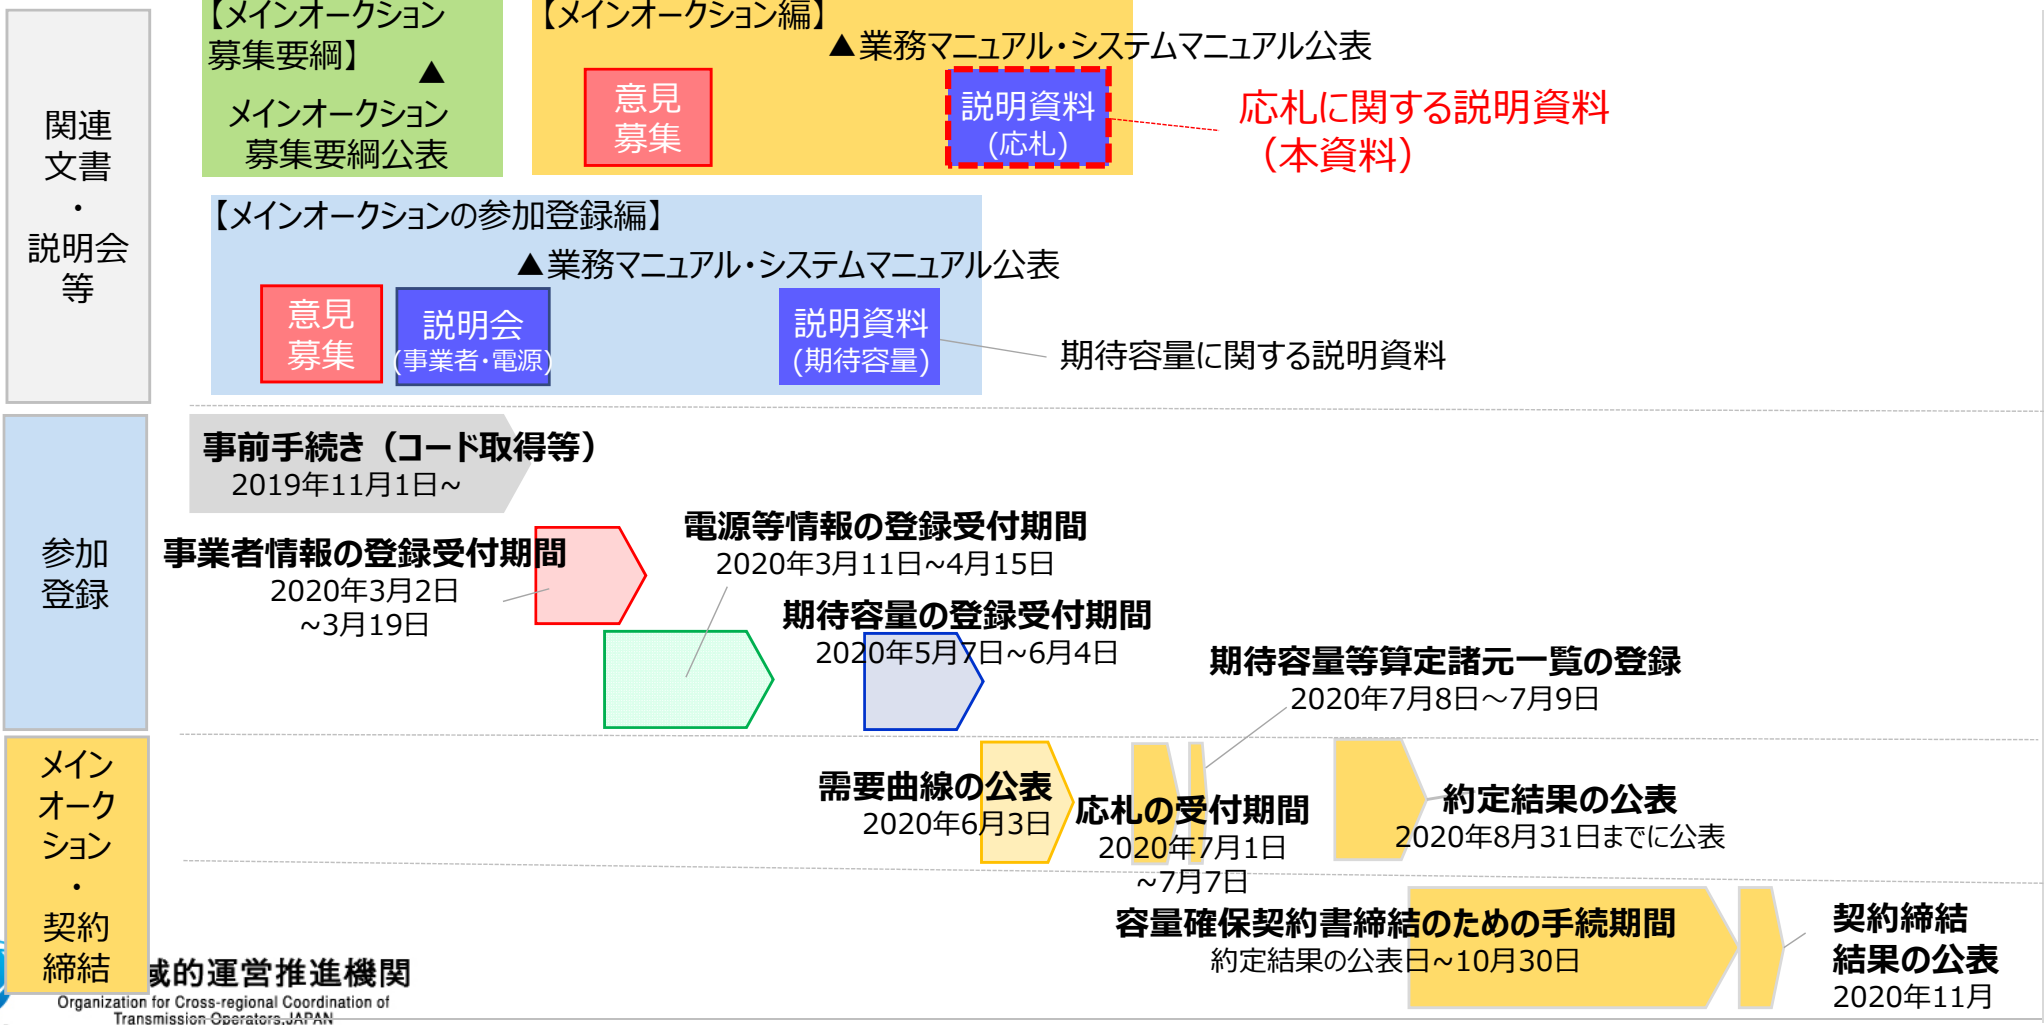 【メインオークション
募集要綱】
▲
メインオークション
募集要綱公表
【メインオークション編】
▲業務マニュアル・システムマニュアル公表
意見
募集
説明資料
(応札)
応札に関する説明資料
（本資料）
関連
文書
・
説明会
等
【メインオークションの参加登録編】
▲業務マニュアル・システムマニュアル公表
意見
募集
説明会
(事業者・電源)
説明資料
(期待容量)
期待容量に関する説明資料
参加
登録
事前手続き（コード取得等）
2019年11月1日~
事業者情報の登録受付期間
2020年3月2日
~3月19日
電源等情報の登録受付期間
2020年3月11日~4月15日
期待容量の登録受付期間
2020年5月7日~6月4日
期待容量等算定諸元一覧の登録
2020年7月8日～7月9日
メイン
オーク
ション
・
契約
締結
需要曲線の公表
2020年6月3日
応札の受付期間
2020年7月1日
~7月7日
約定結果の公表
2020年8月31日までに公表
容量確保契約書締結のための手続期間
約定結果の公表日~10月30日
契約締結
結果の公表
2020年11月
域的運営推進機関
Organization for Cross-regional Coordination of
Transmission Operators,JAPAN